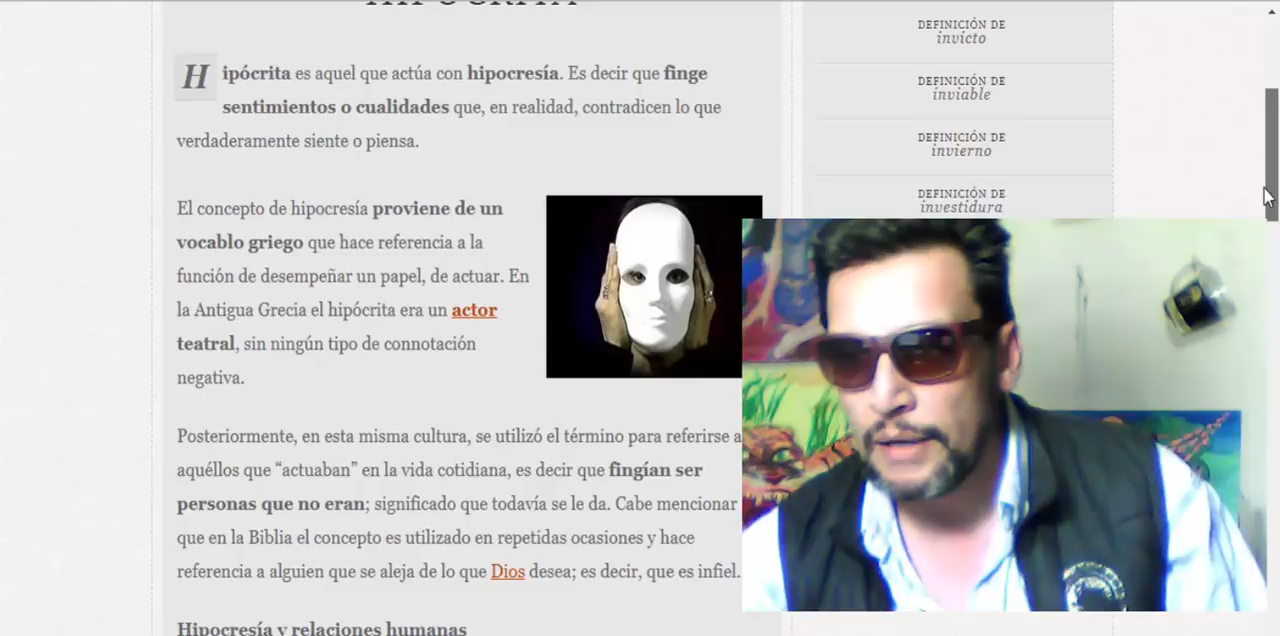 HIPÓCRITA
Hipócrita es aquel que actúa con hipocresía. Es decir que finge
sentimientos o cualidades que, en realidad, contradicen lo que
verdaderamente siente o piensa.
El concepto de hipocresía proviene de un
vocablo griego que hace referencia a la
función de desempeñar un papel, de actuar. En
la Antigua Grecia el hipócrita era un actor
teatral, sin ningún tipo de connotación
negativa.
Posteriormente, en esta misma cultura, se utilizó el término para referirse a
aquéllos que “actuaban” en la vida cotidiana, es decir que fingían ser
personas que no eran; significado que todavía se le da. Cabe mencionar
que en la Biblia el concepto es utilizado en repetidas ocasiones y hace
referencia a alguien que se aleja de lo que Dios desea; es decir, que es infiel.
Hipocresía y relaciones humanas
DEFINICIÓN DE
invicto
DEFINICIÓN DE
inviable
DEFINICIÓN DE
invierno
DEFINICIÓN DE
investidura